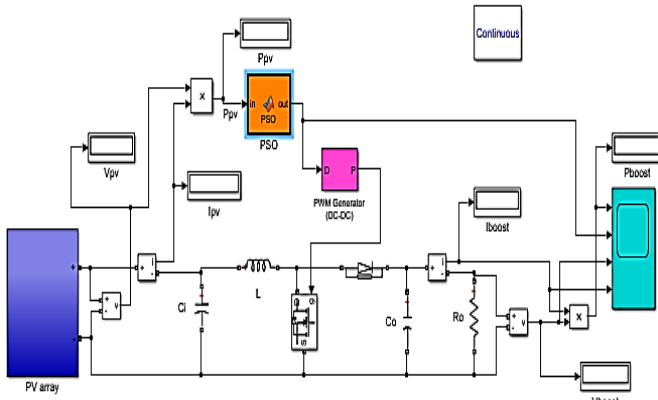 Continuous
Ppv
Ppv
in
out
PSO
PSO
Vpv
Ipv
D
P
PWM Generator
(DC-DC)
Pboost
Iboost
+
-
i
+
-
L
g
S
i
+
-
+
-
v
Ci
Co
Ro
+
-
v
×
×
PV array